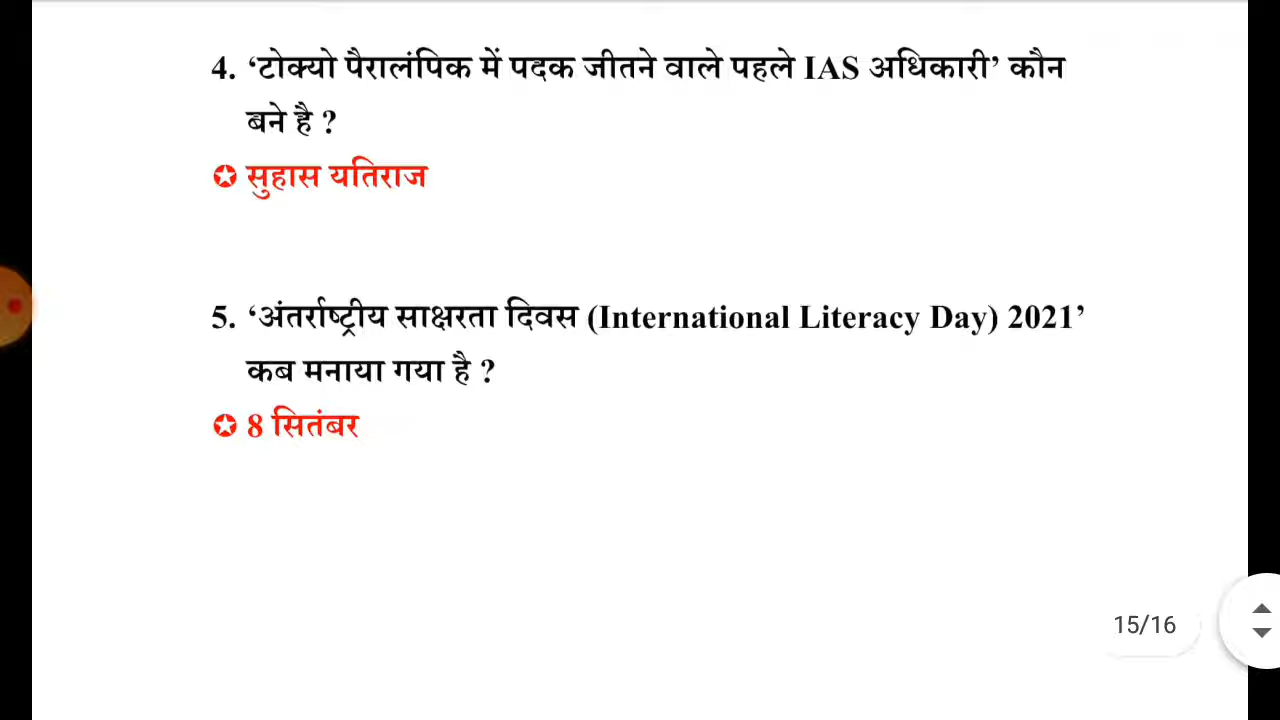 4. ‘टोक्यो पैरालंपिक में पदक जीतने वाले पहले IAS अधिकारी’ कौन
बने है ?
✪ सुहास यतिराज
5. ‘अंतर्राष्ट्रीय साक्षरता दिवस (International Literacy Day) 2021’
कब मनाया गया है ?
✪ 8 सितंबर
15/16